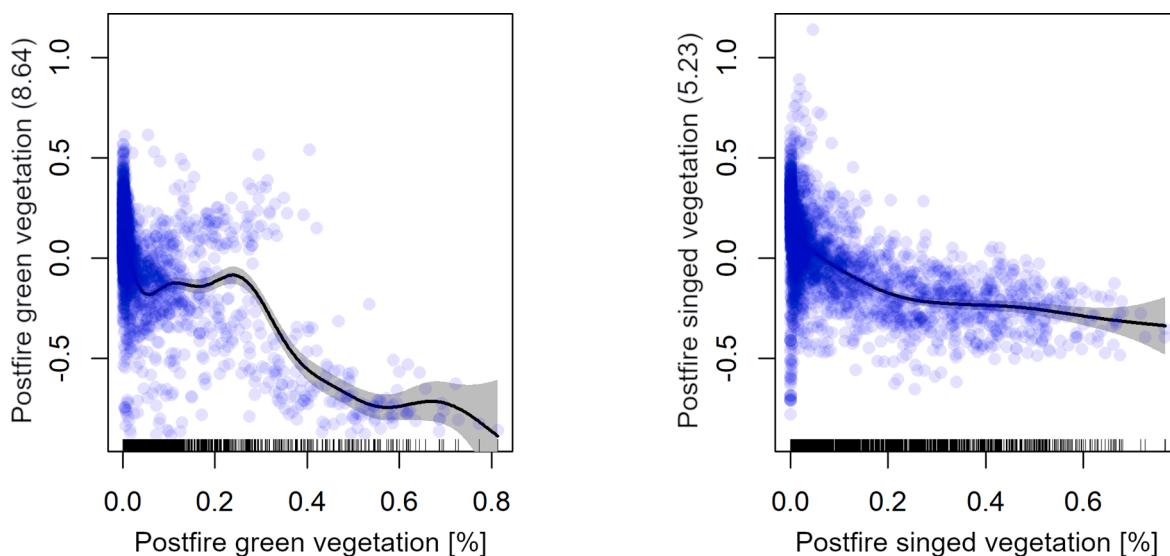 Postfire green vegetation (8.64)
1.0
0.5
0.0
-0.5
0.0 0.2 0.4 0.6 0.8
Postfire green vegetation [%]
Postfire singed vegetation (5.23)
1.0
0.5
0.0
-0.5
0.0 0.2 0.4 0.6
Postfire singed vegetation [%]